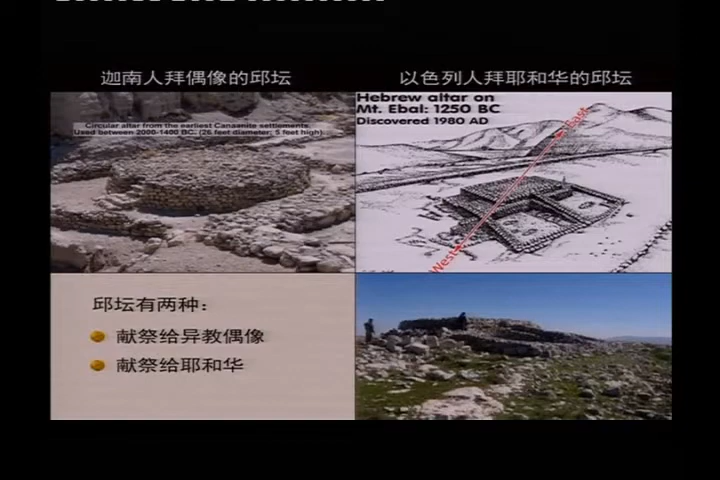 迦南人拜偶像的邱坛
以色列人拜耶和华的邱坛
Circular altar from the earliest Canaanite settlements.
Used between 2000-1400 BC. (26 feet diameter; 5 feet high)
Hebrew altar on
Mt. Ebal: 1250 BC
Discovered 1980 AD
East
West
邱坛有两种：
献祭给异教偶像
献祭给耶和华